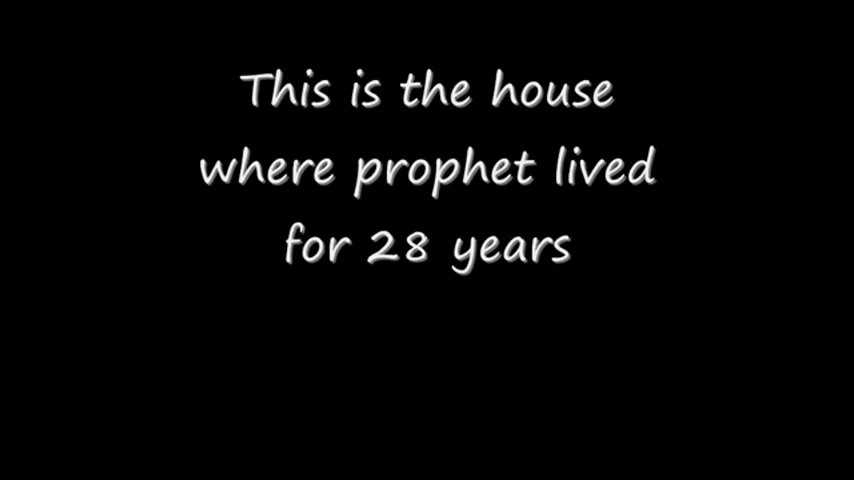 This is the house
where prophet lived
for 28 years